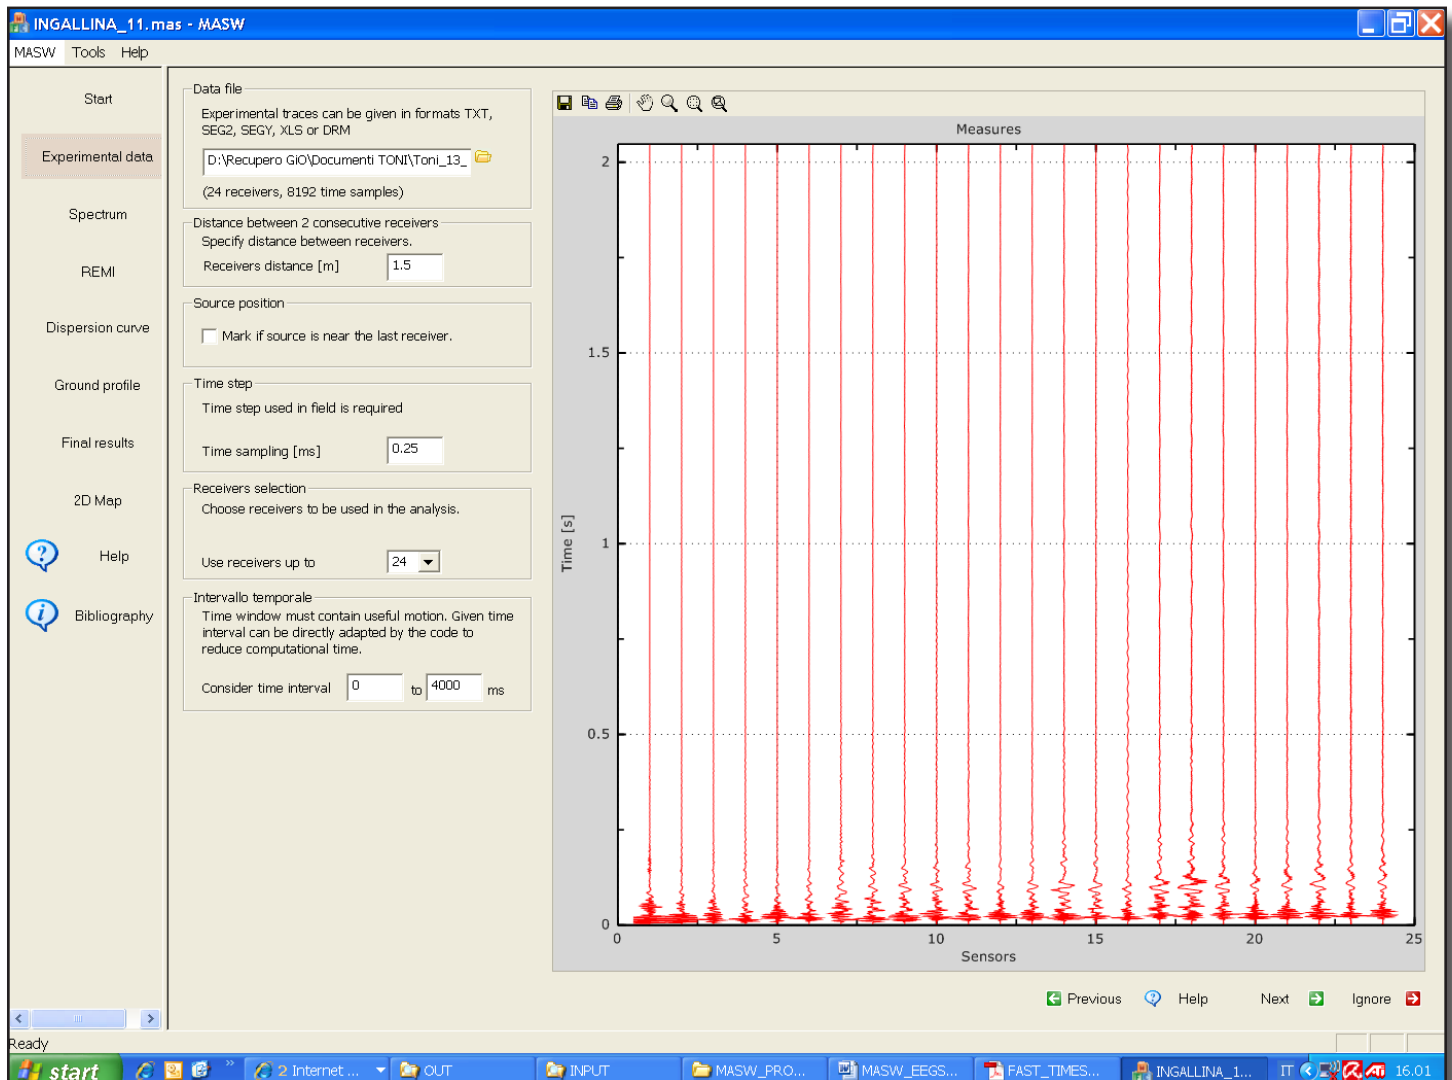 INGALLINA_11.mas - MASW
MASW Tools Help
Start
Experimental data
Spectrum
REMI
Dispersion curve
Ground profile
Final results
2D Map
Help
Bibliography
Data file
Experimental traces can be given in formats TXT,
SEG2, SEGY, XLS or DRM
D:\Recupero GiO\Documenti TONI\Toni_13_
(24 receivers, 8192 time samples)
Distance between 2 consecutive receivers
Specify distance between receivers.
Receivers distance [m] 1.5
Source position
Mark if source is near the last receiver.
Time step
Time step used in field is required
Time sampling [ms] 0.25
Receivers selection
Choose receivers to be used in the analysis.
Use receivers up to 24
Intervallo temporale
Time window must contain useful motion. Given time
interval can be directly adapted by the code to
reduce computational time.
Consider time interval 0 to 4000 ms
Measures
2
1.5
1
0.5
0
Time [s]
0 5 10 15 20 25
Sensors
Previous Help Next Ignore
Ready
start 2 Internet ... OUT INPUT MASW_PRO... MASW_EEGS... FAST_TIMES... INGALLINA_1... IT 16.01